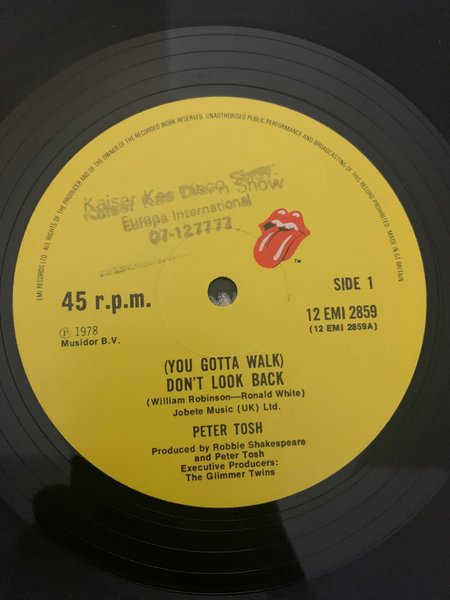 EMI RECORDS LTD ALL RIGHTS OF THE PRODUCER AND OF THE OWNER OF THE RECORDED WORK RESERVED UNAUTHORISED PUBLIC PERFORMANCE AND BROADCASTING OF THIS RECORD PROHIBITED. MADE IN GT BRITAIN
Kaiser Kes Disco Show
Europa International
07-127777
TM
45 r.p.m.
SIDE 1
12 EMI 2859
(12 EMI 2859A)
℗ 1978
Musidor B.V.
(YOU GOTTA WALK)
DON'T LOOK BACK
(William Robinson—Ronald White)
Jobete Music (UK) Ltd.
PETER TOSH
Produced by Robbie Shakespeare
and Peter Tosh
Executive Producers:
The Glimmer Twins